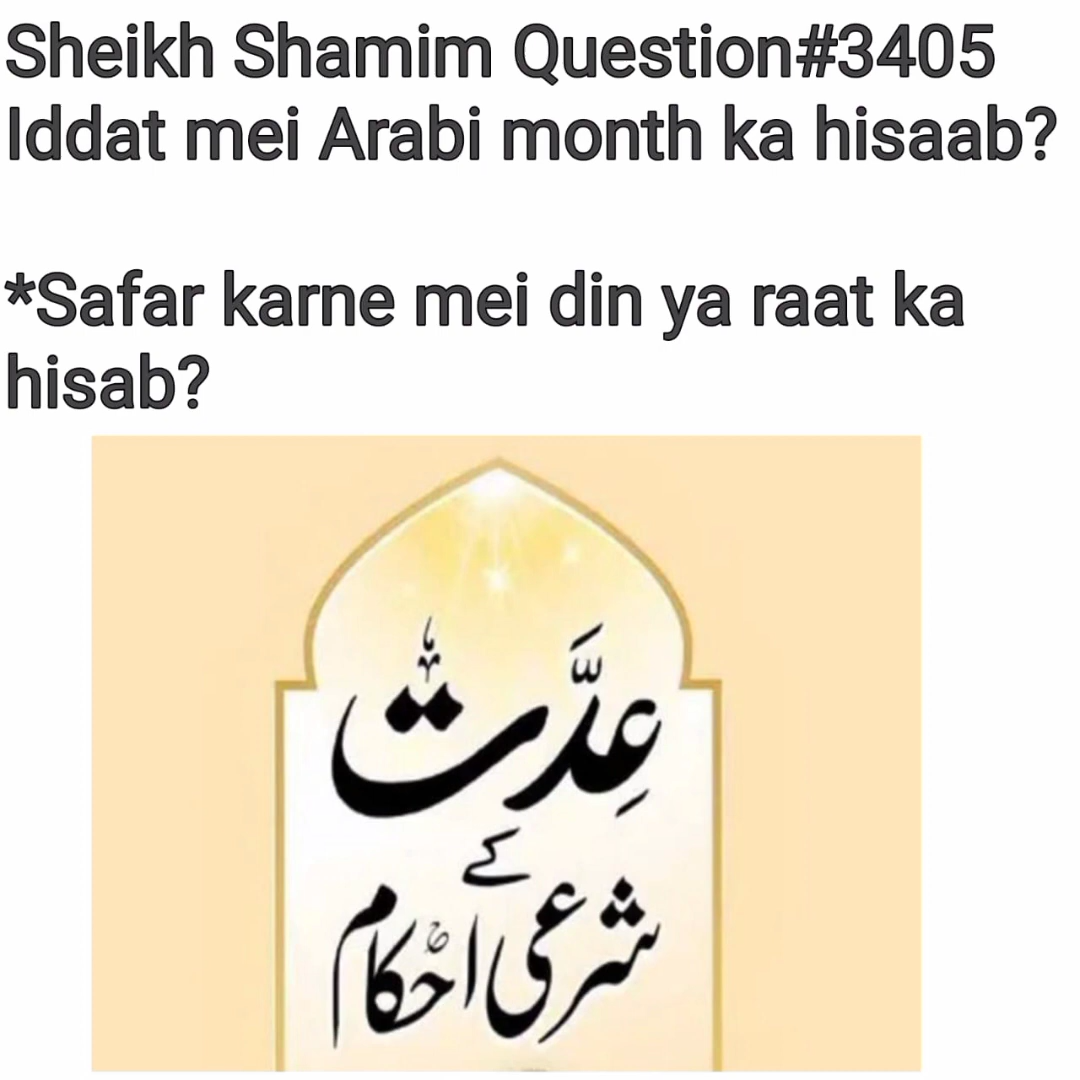 Sheikh Shamim Question#3405
Iddat mei Arabi month ka hisaab?
*Safar karne mei din ya raat ka
hisab?
عِدَّت
کے
شرعی احکام